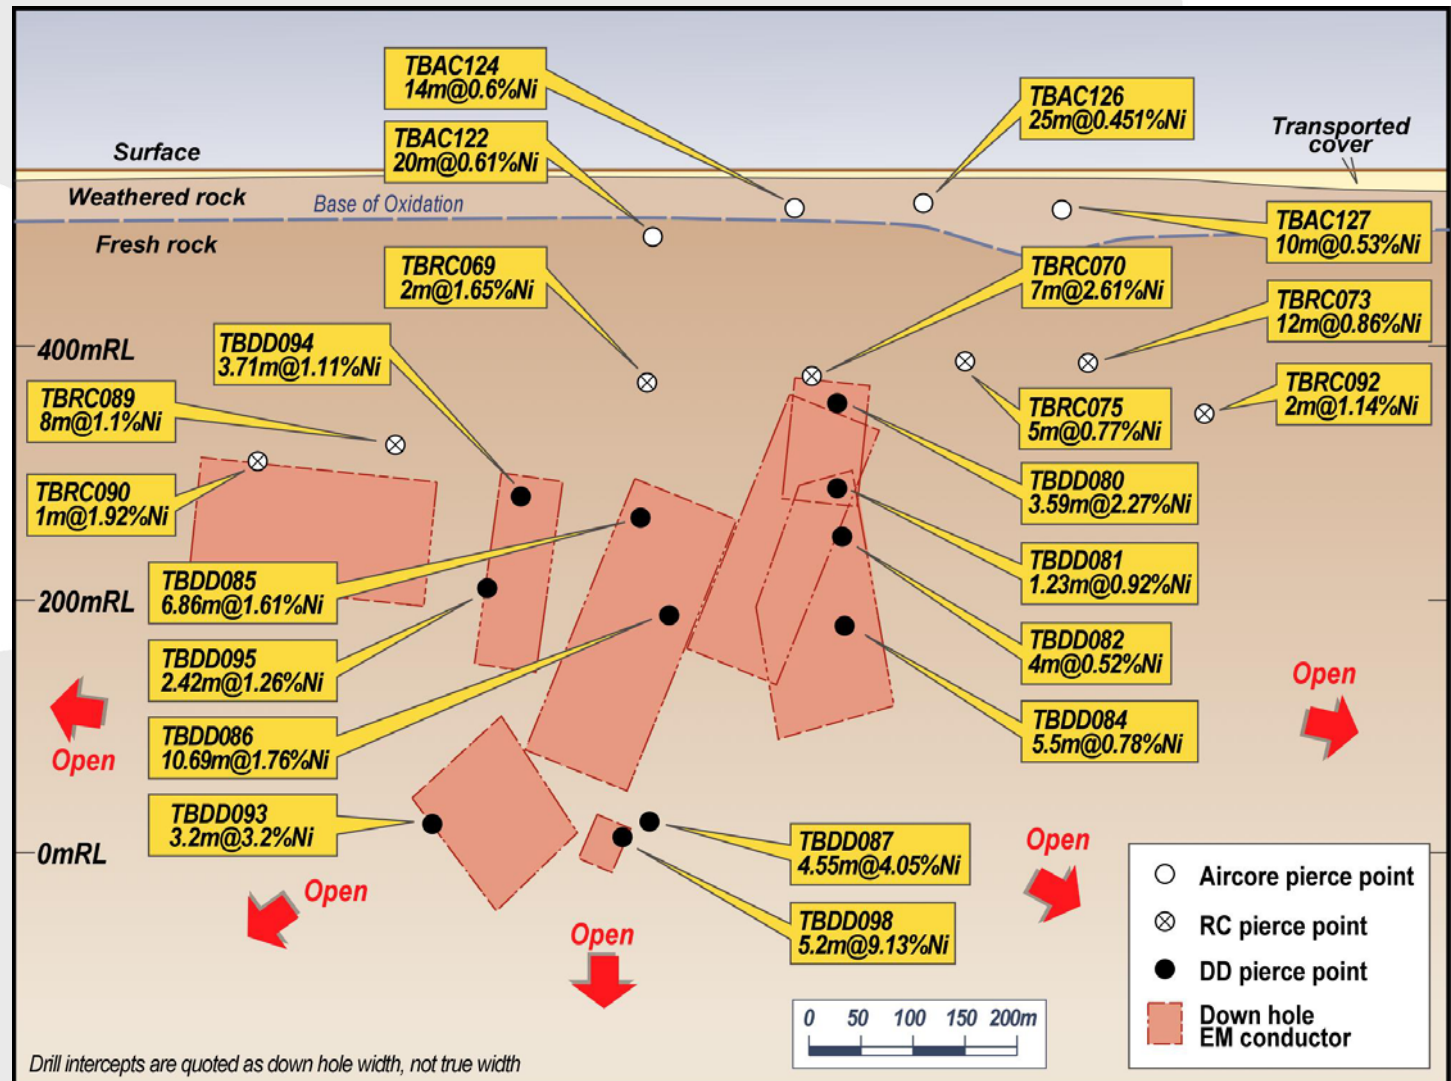 TBAC124
14m@0.6%Ni
TBAC126
25m@0.451%Ni
TBAC122
20m@0.61%Ni
Transported
cover
Surface
Weathered rock
Base of Oxidation
Fresh rock
TBAC127
10m@0.53%Ni
TBRC069
2m@1.65%Ni
TBRC070
7m@2.61%Ni
TBRC073
12m@0.86%Ni
400mRL
TBDD094
3.71m@1.11%Ni
TBRC089
8m@1.1%Ni
TBRC075
5m@0.77%Ni
TBRC092
2m@1.14%Ni
TBRC090
1m@1.92%Ni
TBDD080
3.59m@2.27%Ni
TBDD085
6.86m@1.61%Ni
TBDD081
1.23m@0.92%Ni
200mRL
TBDD095
2.42m@1.26%Ni
TBDD082
4m@0.52%Ni
Open
TBDD086
10.69m@1.76%Ni
TBDD084
5.5m@0.78%Ni
Open
TBDD093
3.2m@3.2%Ni
0mRL
TBDD087
4.55m@4.05%Ni
Open
Open
TBDD098
5.2m@9.13%Ni
Open
Aircore pierce point
RC pierce point
DD pierce point
Down hole
EM conductor
0 50 100 150 200m
Drill intercepts are quoted as down hole width, not true width